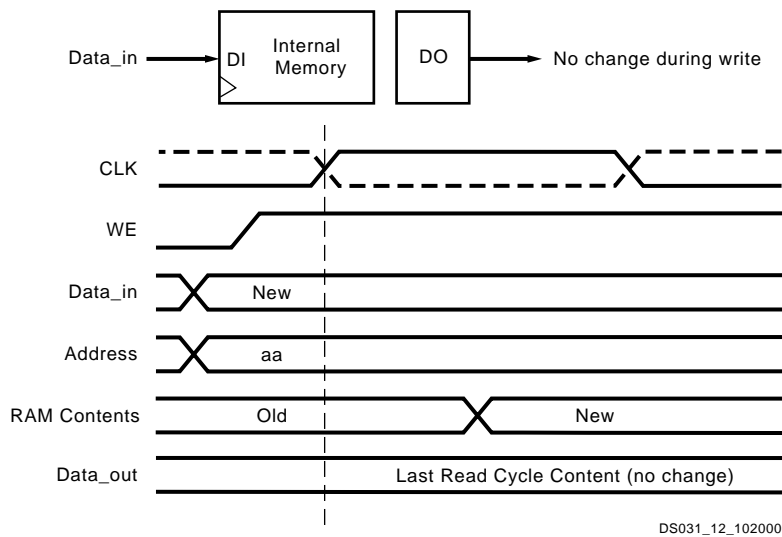 Data_in
DI
Internal
Memory
DO
No change during write
CLK
WE
Data_in
New
Address
aa
RAM Contents
Old
New
Data_out
Last Read Cycle Content (no change)
DS031_12_102000